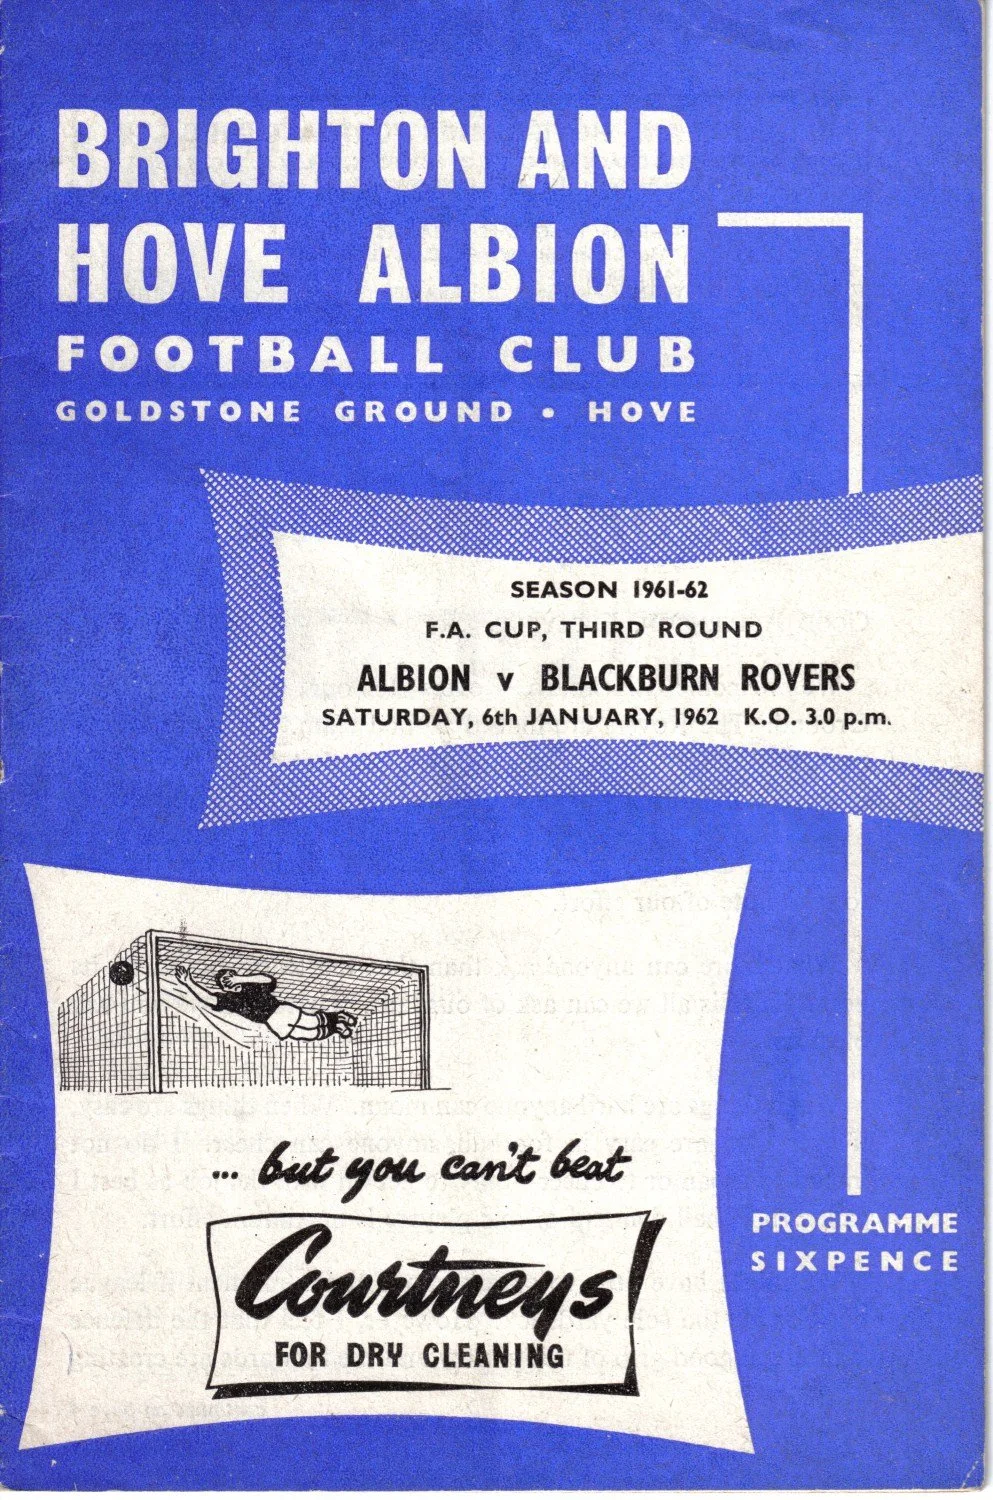 BRIGHTON AND
HOVE ALBION
FOOTBALL CLUB
GOLDSTONE GROUND • HOVE
SEASON 1961-62
F.A. CUP, THIRD ROUND
ALBION v BLACKBURN ROVERS
SATURDAY, 6th JANUARY, 1962 K.O. 3.0 p.m.
... but you can't beat
Courtneys
FOR DRY CLEANING
PROGRAMME
SIXPENCE